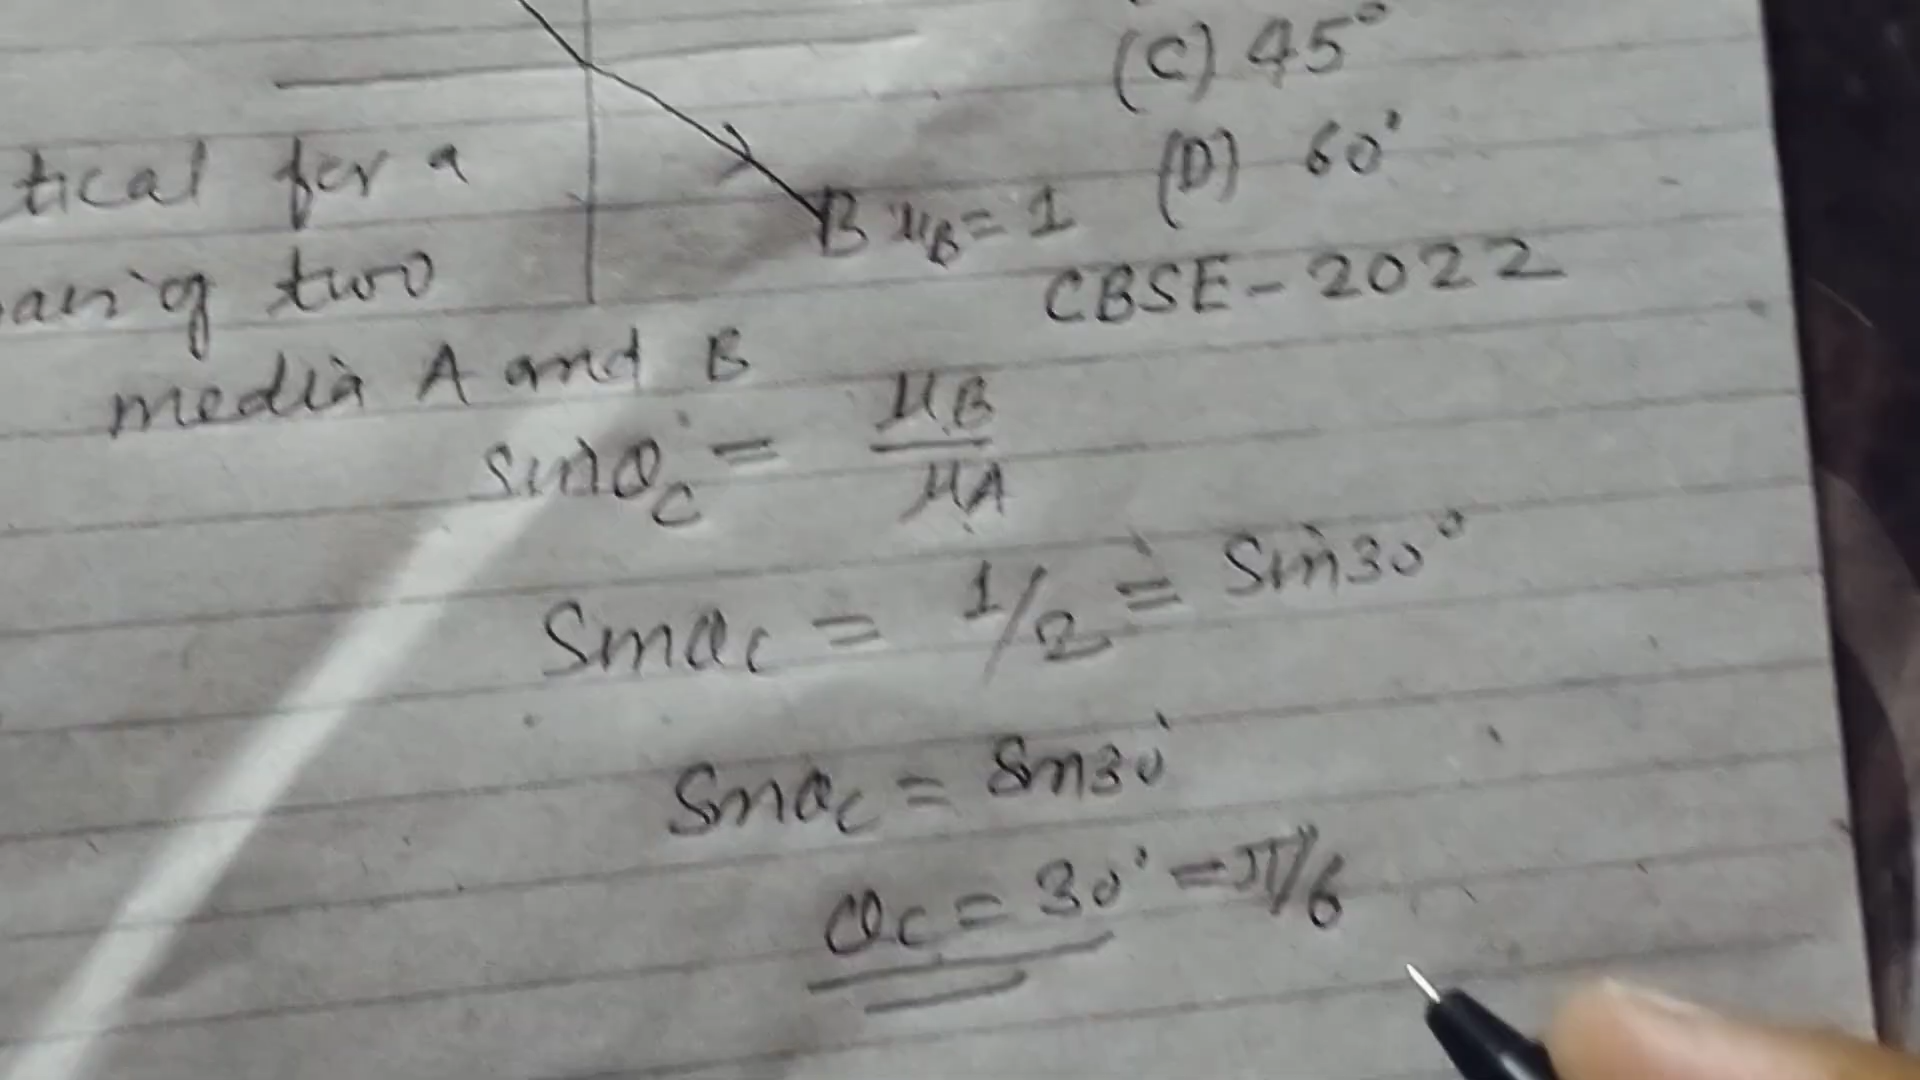 (C) 45°
tical for a
(D) 60°
B μB = 1
of two
CBSE-2022
media A and B
sinθc = μB/μA
Sinθc = 1/2 = Sin30°
Sinθc = Sin30°
θc = 30° = π/6